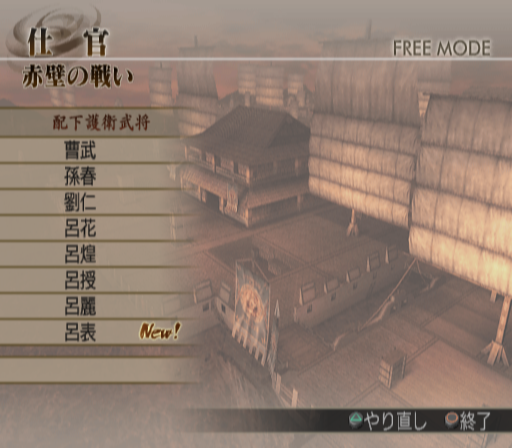 仕官
FREE MODE
赤壁の戦い
配下護衛武将
曹武
孫春
劉仁
呂花
呂煌
呂授
呂麗
呂表 New!
やり直し 終了